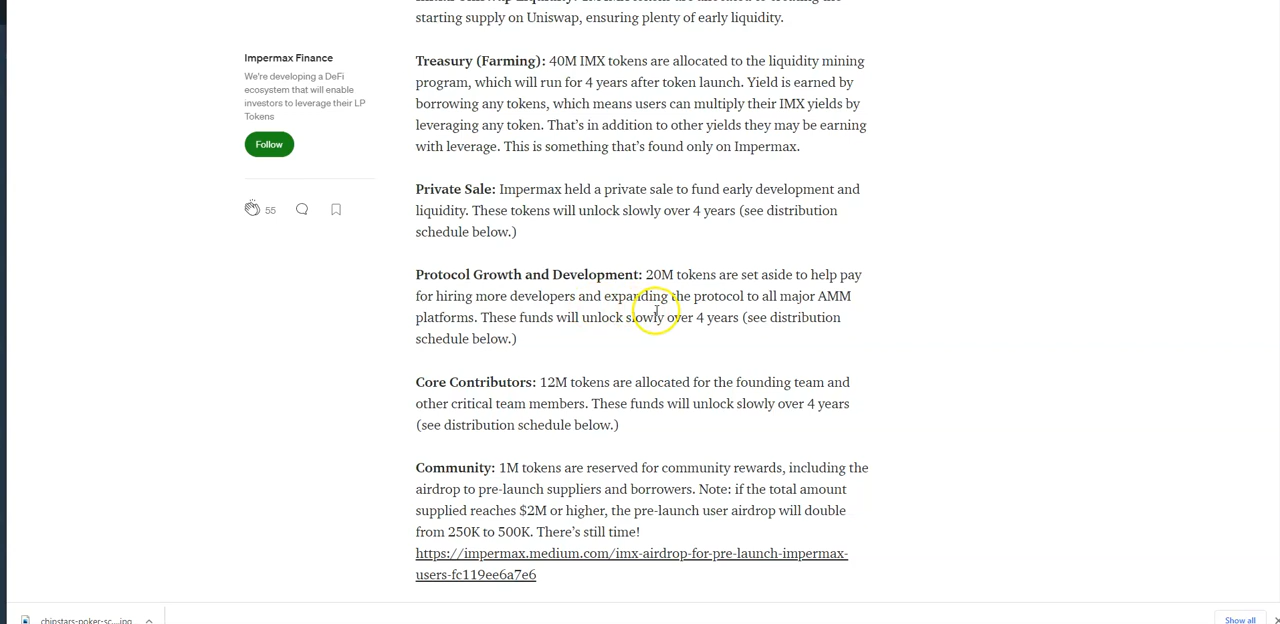 starting supply on Uniswap, ensuring plenty of early liquidity.
Impermax Finance
We're developing a DeFi
ecosystem that will enable
investors to leverage their LP
Tokens
Follow
55
Treasury (Farming): 40M IMX tokens are allocated to the liquidity mining
program, which will run for 4 years after token launch. Yield is earned by
borrowing any tokens, which means users can multiply their IMX yields by
leveraging any token. That's in addition to other yields they may be earning
with leverage. This is something that's found only on Impermax.
Private Sale: Impermax held a private sale to fund early development and
liquidity. These tokens will unlock slowly over 4 years (see distribution
schedule below.)
Protocol Growth and Development: 20M tokens are set aside to help pay
for hiring more developers and expanding the protocol to all major AMM
platforms. These funds will unlock slowly over 4 years (see distribution
schedule below.)
Core Contributors: 12M tokens are allocated for the founding team and
other critical team members. These funds will unlock slowly over 4 years
(see distribution schedule below.)
Community: 1M tokens are reserved for community rewards, including the
airdrop to pre-launch suppliers and borrowers. Note: if the total amount
supplied reaches $2M or higher, the pre-launch user airdrop will double
from 250K to 500K. There's still time!
https://impermax.medium.com/imx-airdrop-for-pre-launch-impermax-
users-fc119ee6a7e6
chipstars-poker-sc....jpg
Show all